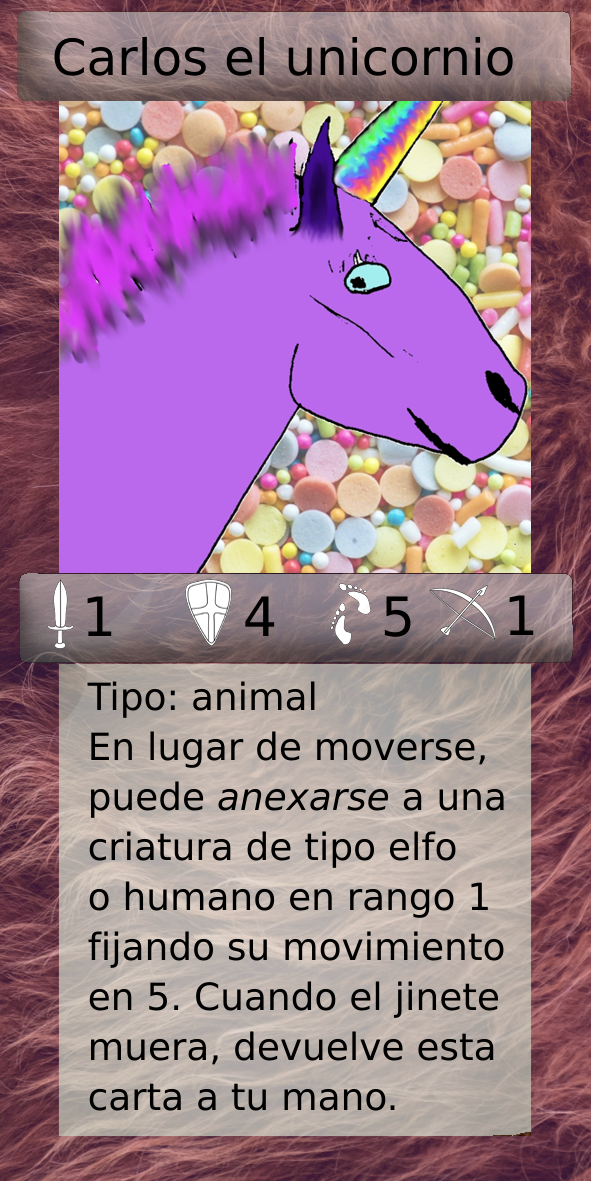 Carlos el unicornio
1 4 5 1
Tipo: animal
En lugar de moverse,
puede anexarse a una
criatura de tipo elfo
o humano en rango 1
fijando su movimiento
en 5. Cuando el jinete
muera, devuelve esta
carta a tu mano.